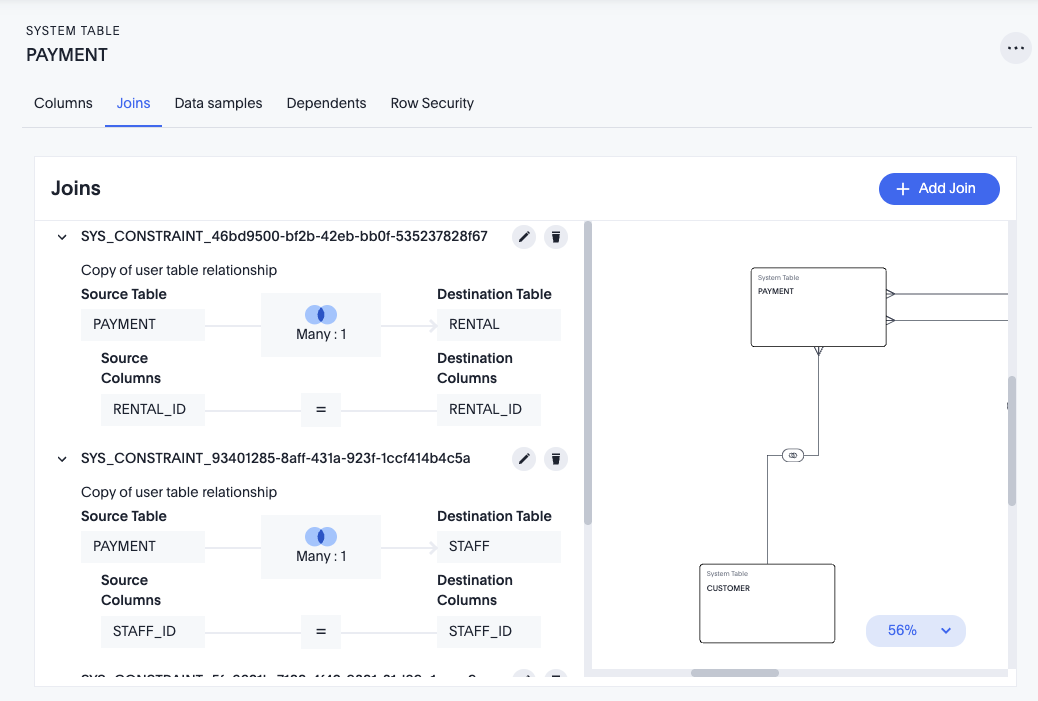 SYSTEM TABLE
PAYMENT
Columns
Joins
Data samples
Dependents
Row Security
Joins
Add Join
SYS_CONSTRAINT_46bd9500-bf2b-42eb-bb0f-535237828f67
Copy of user table relationship
Source Table
Destination Table
PAYMENT
Many : 1
RENTAL
Source
Columns
Destination
Columns
RENTAL_ID
=
RENTAL_ID
SYS_CONSTRAINT_93401285-8aff-431a-923f-1ccf414b4c5a
Copy of user table relationship
Source Table
Destination Table
PAYMENT
Many : 1
STAFF
Source
Columns
Destination
Columns
STAFF_ID
=
STAFF_ID
System Table
PAYMENT
System Table
CUSTOMER
56%